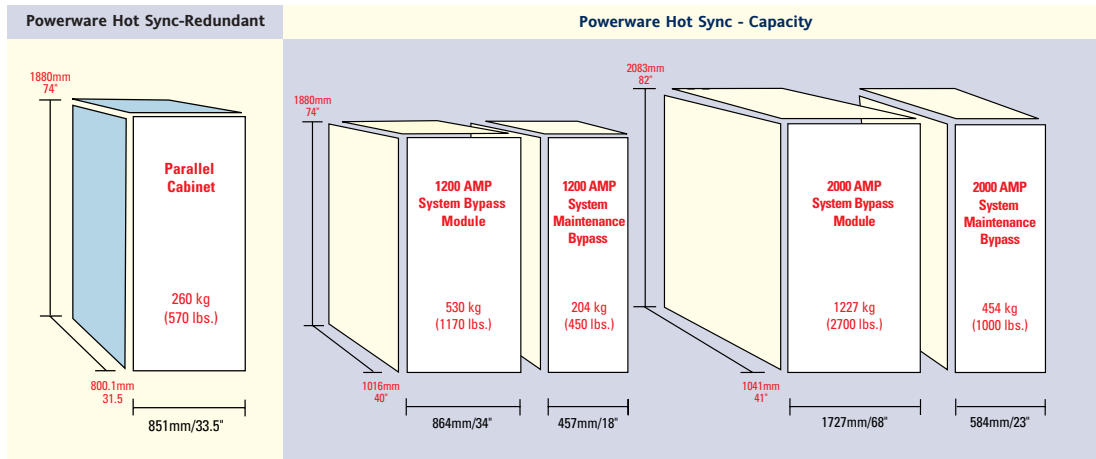 Powerware Hot Sync-Redundant
Powerware Hot Sync - Capacity
1880mm
74"
Parallel
Cabinet
260 kg
(570 lbs.)
800.1mm
31.5
851mm/33.5"
1880mm
74"
1200 AMP
System Bypass
Module
530 kg
(1170 lbs.)
1016mm
40"
864mm/34"
1200 AMP
System
Maintenance
Bypass
204 kg
(450 lbs.)
457mm/18"
2083mm
82"
2000 AMP
System Bypass
Module
1227 kg
(2700 lbs.)
1041mm
41"
1727mm/68"
2000 AMP
System
Maintenance
Bypass
454 kg
(1000 lbs.)
584mm/23"